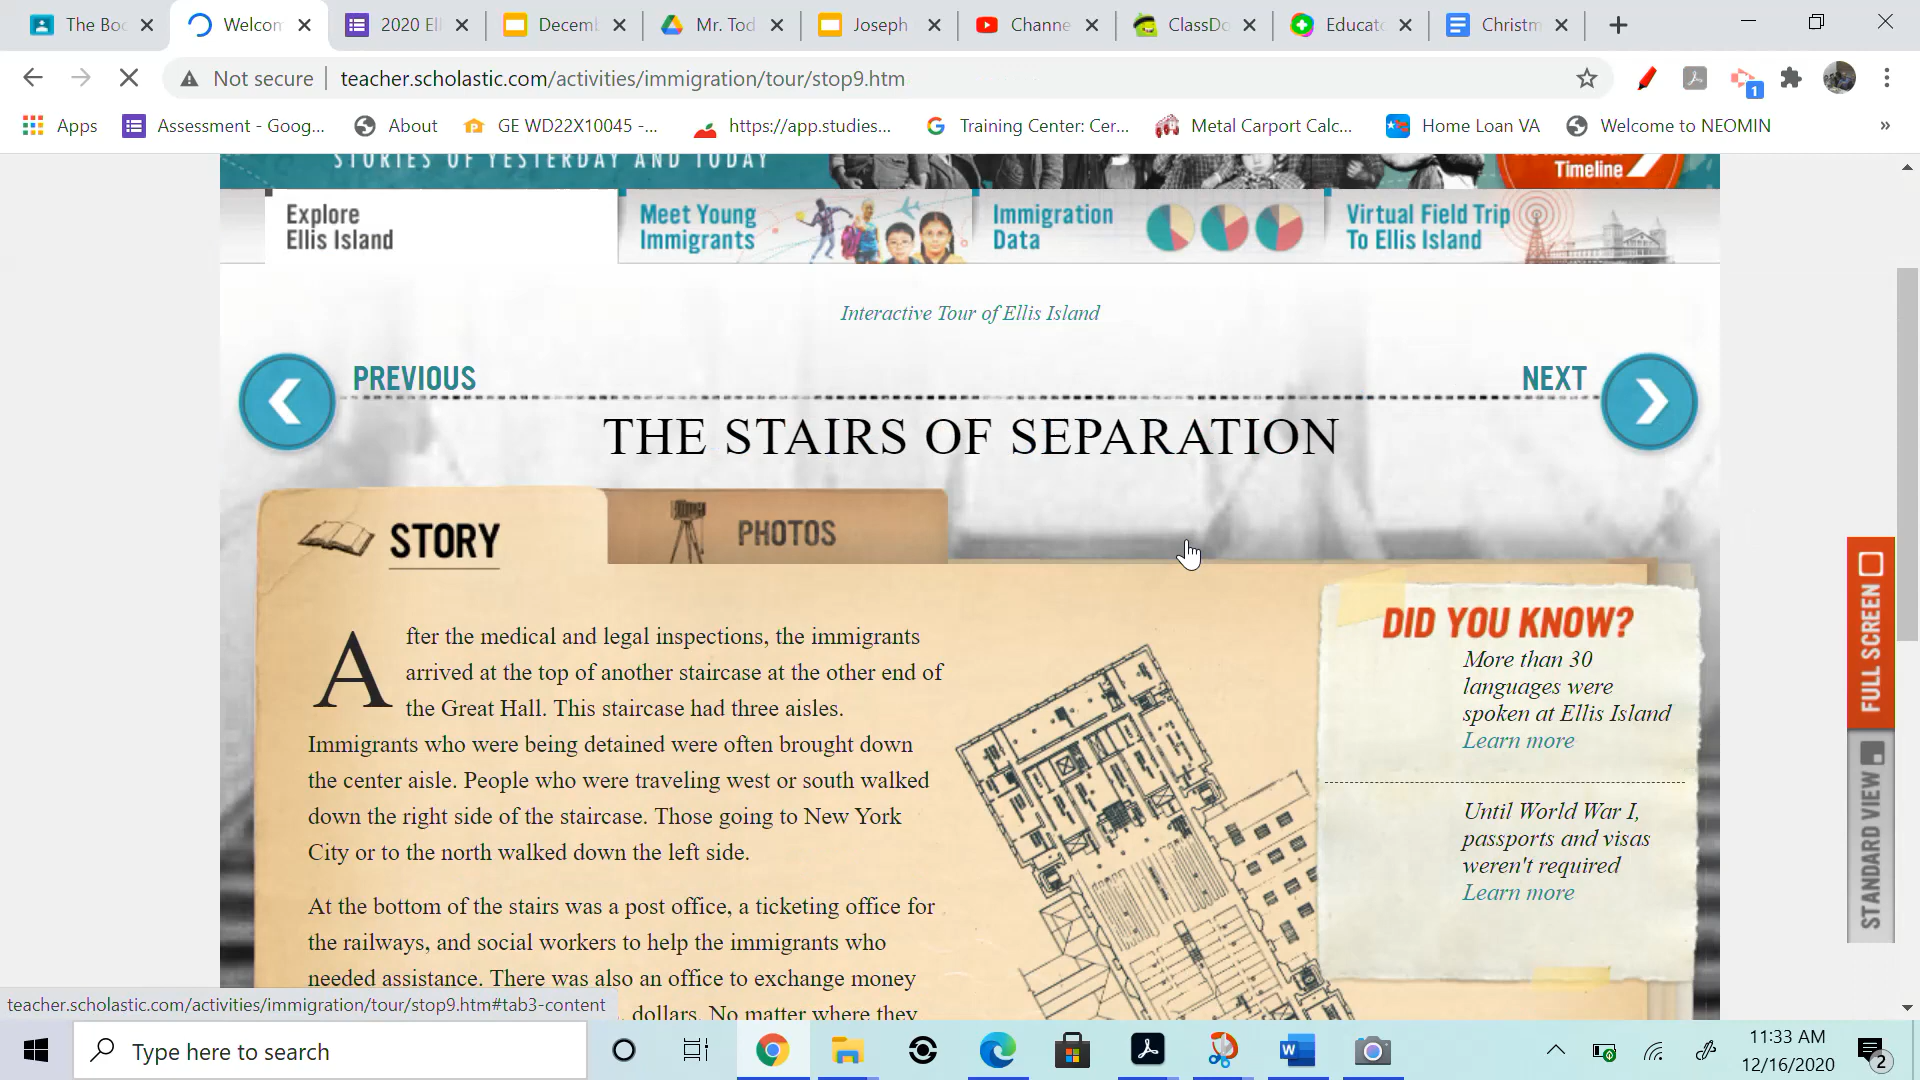 The Boo
Welcom
2020 Ell
Decemb
Mr. Tod
Joseph
Channe
ClassDo
Educat
Christm
Not secure
teacher.scholastic.com/activities/immigration/tour/stop9.htm
1
Apps
Assessment - Goog...
About
GE WD22X10045 -...
https://app.studies...
Training Center: Cer...
Metal Carport Calc...
Home Loan VA
Welcome to NEOMIN
»
STORIES OF YESTERDAY AND TODAY
Timeline
Explore
Ellis Island
Meet Young
Immigrants
Immigration
Data
Virtual Field Trip
To Ellis Island
Interactive Tour of Ellis Island
PREVIOUS
NEXT
THE STAIRS OF SEPARATION
STORY
PHOTOS
After the medical and legal inspections, the immigrants
arrived at the top of another staircase at the other end of
the Great Hall. This staircase had three aisles.
Immigrants who were being detained were often brought down
the center aisle. People who were traveling west or south walked
down the right side of the staircase. Those going to New York
City or to the north walked down the left side.
At the bottom of the stairs was a post office, a ticketing office for
the railways, and social workers to help the immigrants who
needed assistance. There was also an office to exchange money
dollars. No matter where they
DID YOU KNOW?
More than 30
languages were
spoken at Ellis Island
Learn more
Until World War I,
passports and visas
weren't required
Learn more
FULL SCREEN
STANDARD VIEW
teacher.scholastic.com/activities/immigration/tour/stop9.htm#tab3-content
Type here to search
11:33 AM
12/16/2020
2